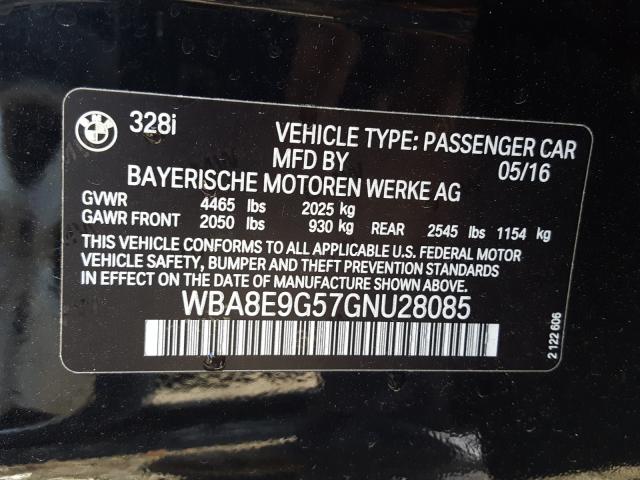 BMW
328i
VEHICLE TYPE: PASSENGER CAR
MFD BY 05/16
BAYERISCHE MOTOREN WERKE AG
GVWR 4465 lbs 2025 kg
GAWR FRONT 2050 lbs 930 kg REAR 2545 lbs 1154 kg
THIS VEHICLE CONFORMS TO ALL APPLICABLE U.S. FEDERAL MOTOR
VEHICLE SAFETY, BUMPER AND THEFT PREVENTION STANDARDS
IN EFFECT ON THE DATE OF MANUFACTURE SHOWN ABOVE.
WBA8E9G57GNU28085
2 122 606